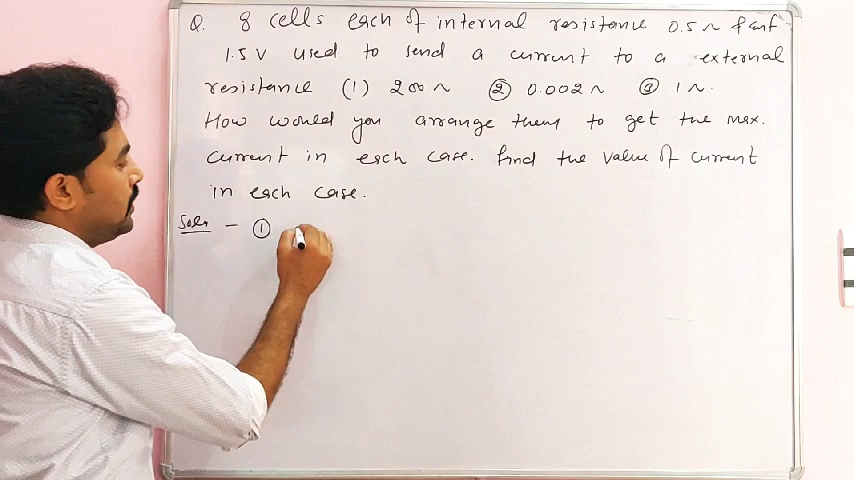 Q. 8 cells each of internal resistance 0.5 Ω & emf
1.5 V used to send a current to a external
resistance (1) 200 Ω ② 0.002 Ω ③ 1 Ω.
How would you arrange them to get the max.
current in each case. find the value of current
in each case.
Soln - ①